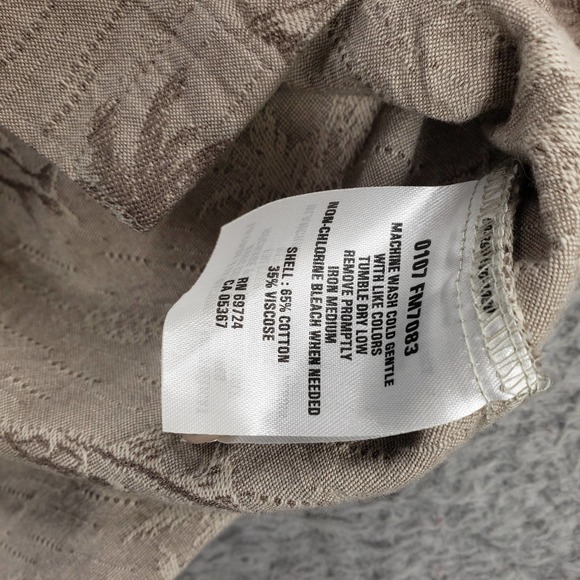 0107 FM7083
MACHINE WASH COLD GENTLE
WITH LIKE COLORS
TUMBLE DRY LOW
REMOVE PROMPTLY
IRON MEDIUM
NON-CHLORINE BLEACH WHEN NEEDED
SHELL : 65% COTTON
35% VISCOSE
RN 69724
CA 05367